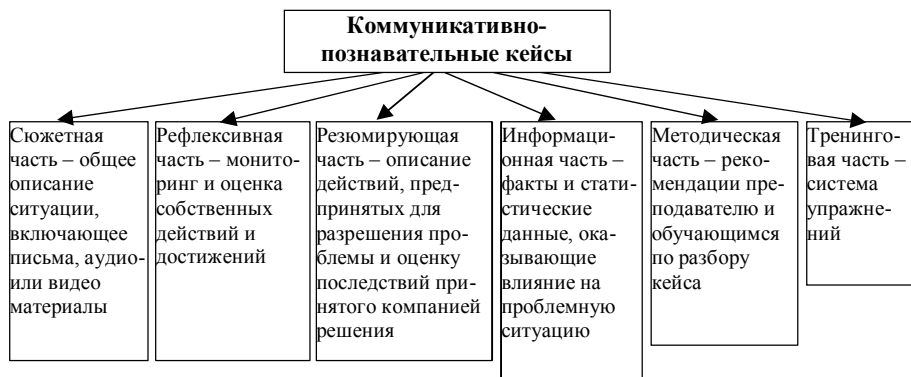 Коммуникативно-
познавательные кейсы
Сюжетная
часть – общее
описание
ситуации,
включающее
письма, аудио-
или видео
материалы
Рефлексивная
часть – монито-
ринг и оценка
собственных
действий и
достижений
Резюмирующая
часть – описание
действий, пред-
принятых для
разрешения про-
блемы и оценку
последствий при-
нятого компанией
решения
Информацион-
ная часть –
факты и стати-
стические
данные, ока-
зывающие
влияние на
проблемную
ситуацию
Методическая
часть – реко-
мендации пре-
подавателю и
обучающимся
по разбору
кейса
Тренинго-
вая часть –
система
упражне-
ний